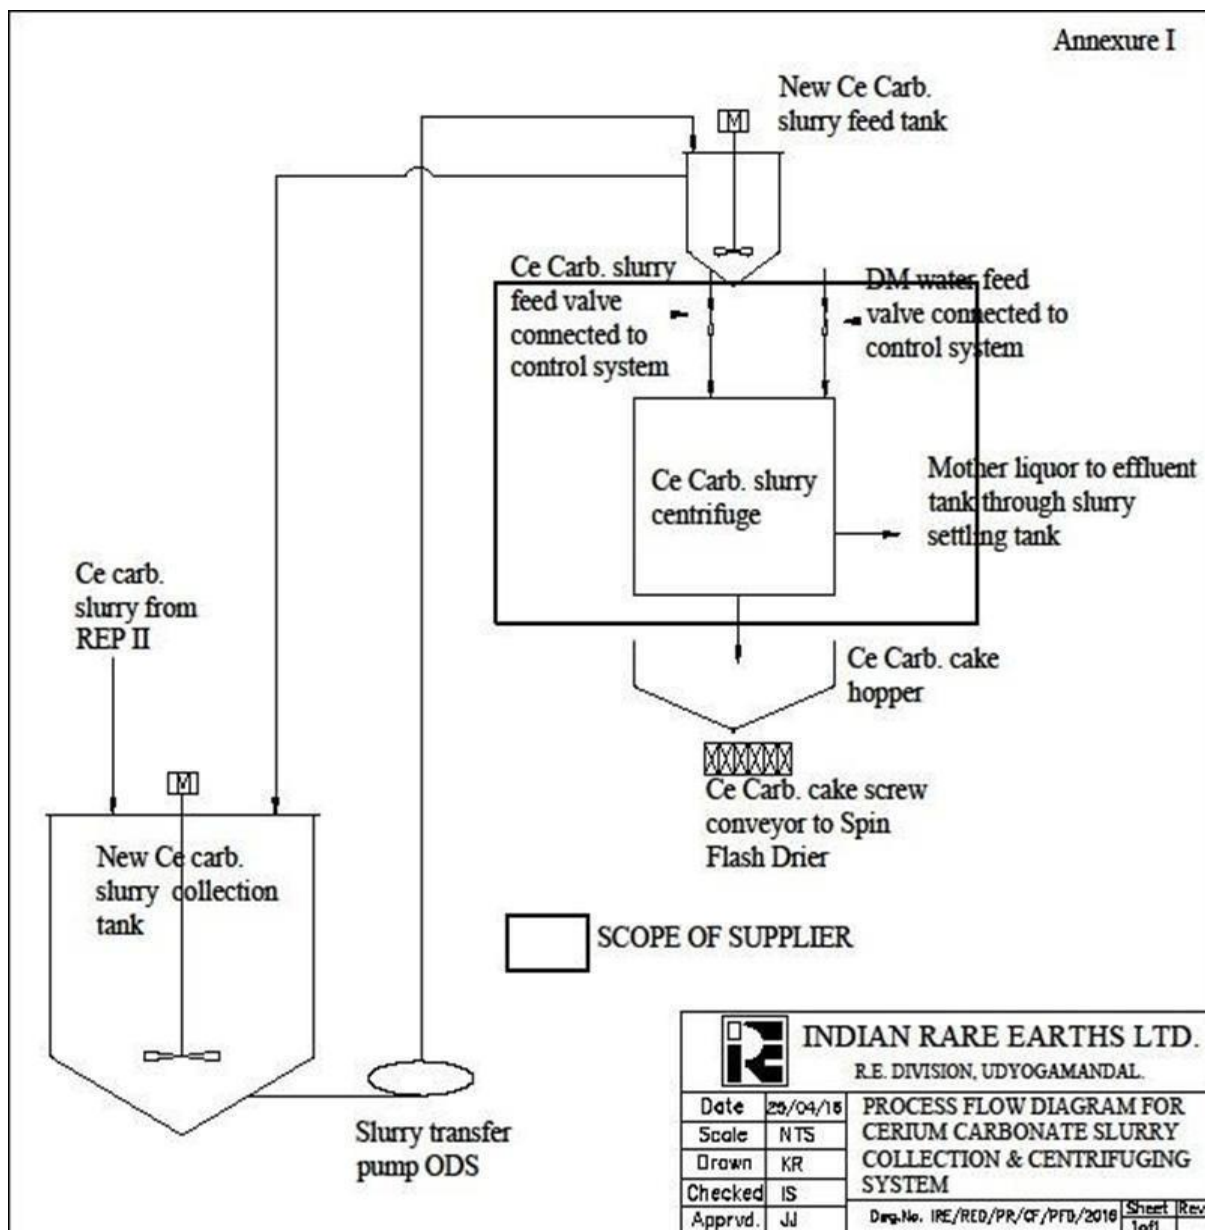 Annexure I
New Ce Carb.
slurry feed tank
M
Ce Carb. slurry
feed valve
connected to
control system
DM water feed
valve connected to
control system
Ce Carb. slurry
centrifuge
Mother liquor to effluent
tank through slurry
settling tank
Ce carb.
slurry from
REP II
Ce Carb. cake
hopper
M
Ce Carb. cake screw
conveyor to Spin
Flash Drier
New Ce carb.
slurry collection
tank
SCOPE OF SUPPLIER
Slurry transfer
pump ODS
INDIAN RARE EARTHS LTD.
R.E. DIVISION, UDYOGAMANDAL.
Date
Scale NTS
Drawn KR
Checked IS
Apprvd. JJ
PROCESS FLOW DIAGRAM FOR
CERIUM CARBONATE SLURRY
COLLECTION & CENTRIFUGING
SYSTEM
Drg.No. IRE/RED/PR/CF/PFD/2016
Sheet Rev
1of1